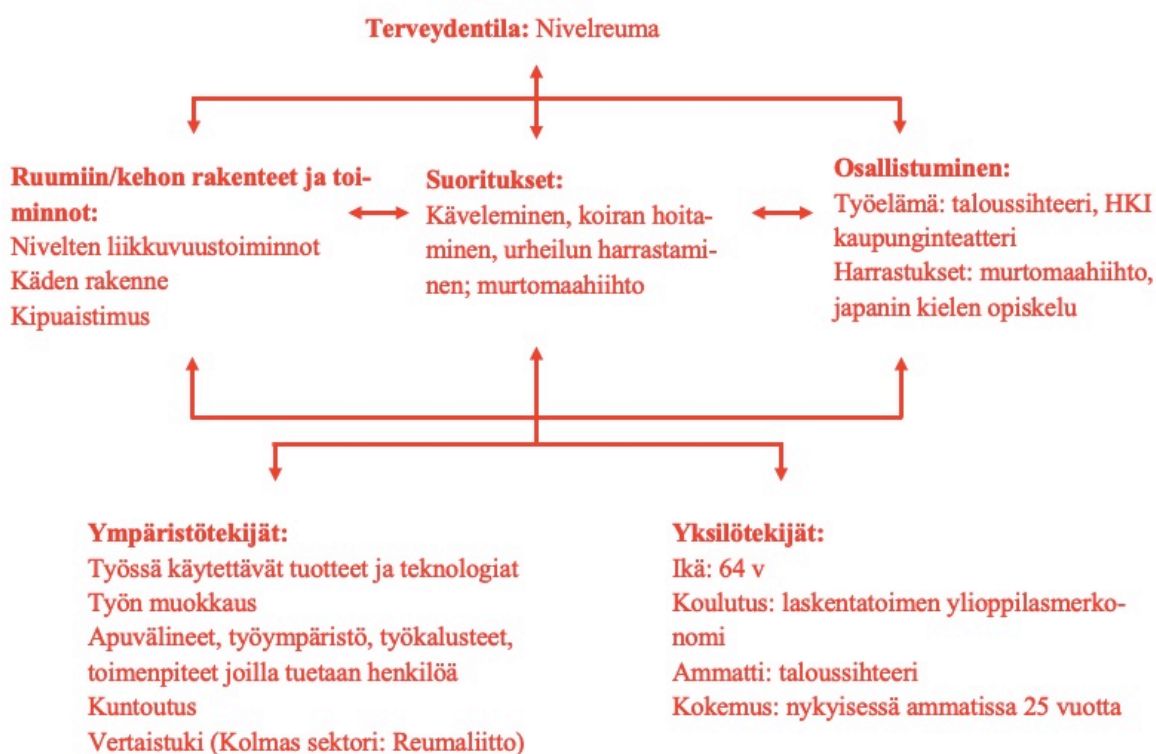 Terveydentila: Nivelreuma
Ruumiin/kehon rakenteet ja toi-
minnot:
Nivelten liikkuvuustoiminnot
Käden rakenne
Kipuaistimus
Suoritukset:
Käveleminen, koiran hoita-
minen, urheilun harrastami-
nen; murtomaahiihto
Osallistuminen:
Työelämä: taloussihteeri, HKI
kaupunginteatteri
Harrastukset: murtomaahiihto,
japanin kielen opiskelu
Ympäristötekijät:
Työssä käytettävät tuotteet ja teknologiat
Työn muokkaus
Apuvälineet, työympäristö, työkalusteet,
toimenpiteet joilla tuetaan henkilöä
Kuntoutus
Vertaistuki (Kolmas sektori: Reumaliitto)
Yksilötekijät:
Ikä: 64 v
Koulutus: laskentatoimen ylioppilasmerko-
nomi
Ammatti: taloussihteeri
Kokemus: nykyisessä ammatissa 25 vuotta